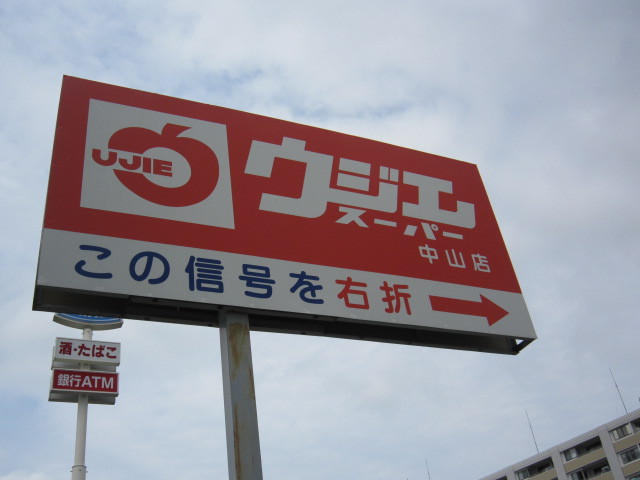 UJIE
ウジエ
スーパー
中山店
この信号を右折
酒・たばこ
銀行ATM